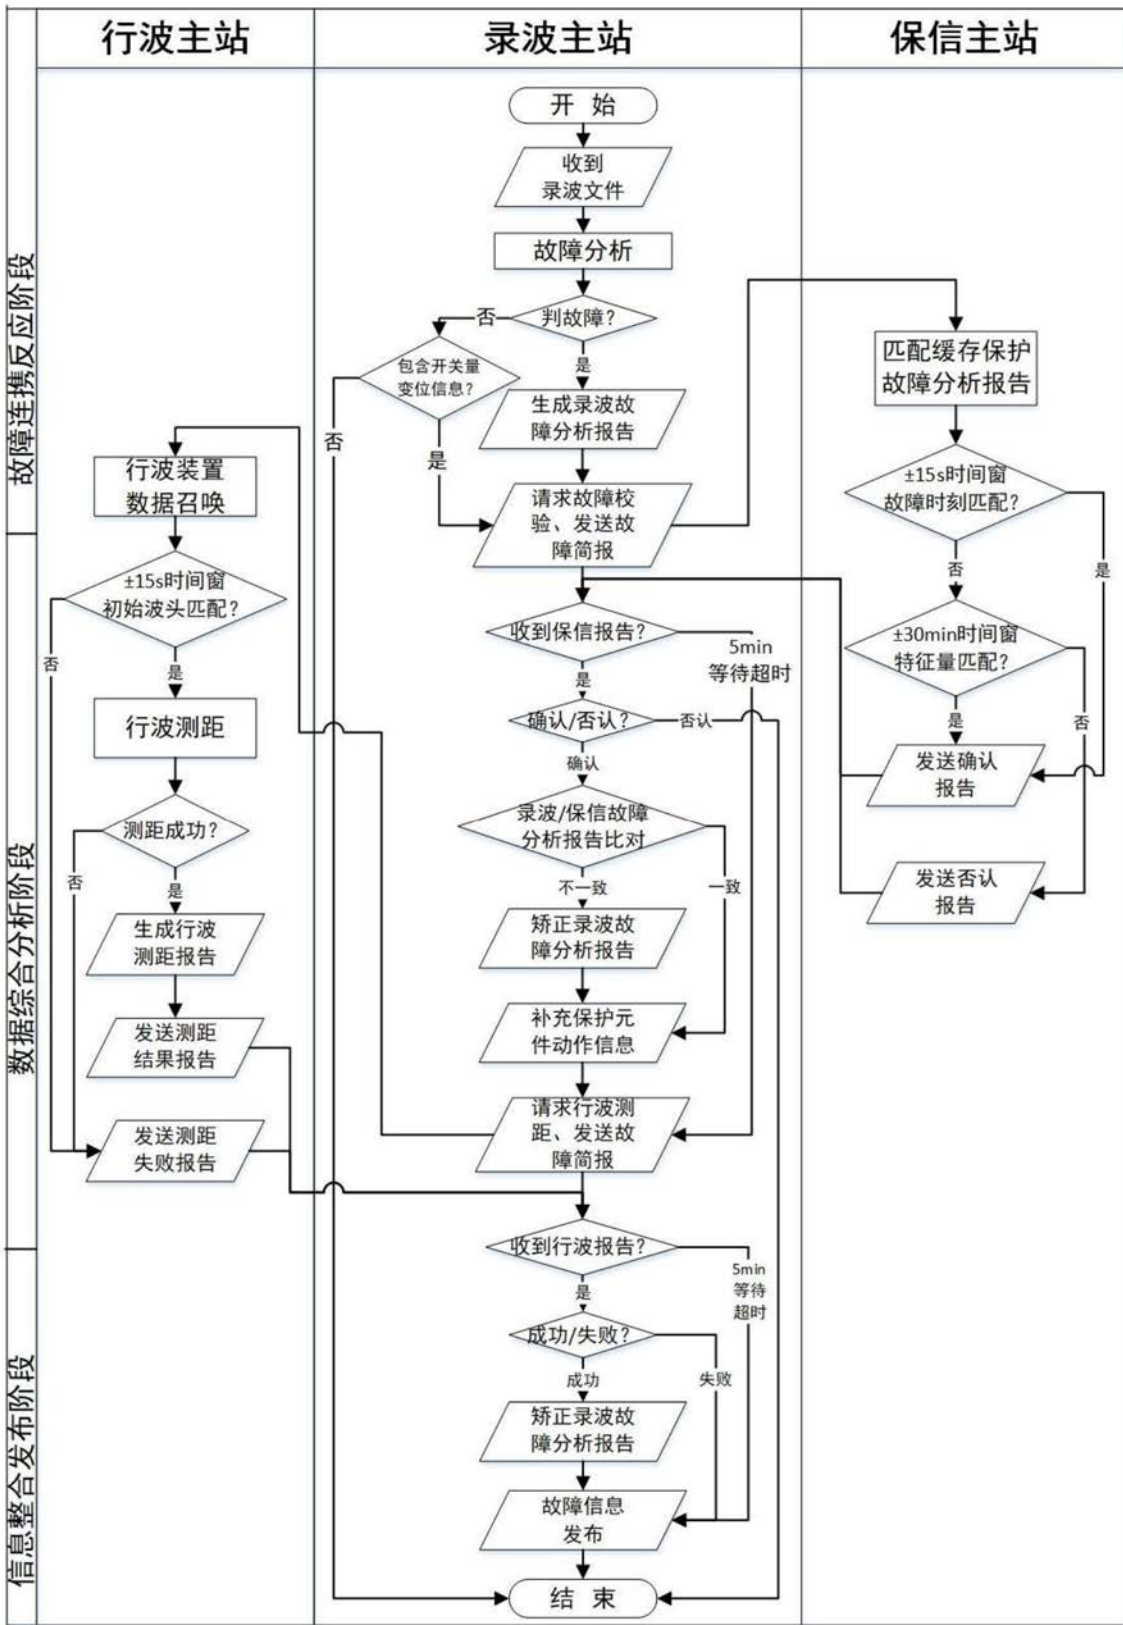 行波主站
录波主站
保信主站
故障连携反应阶段
数据综合分析阶段
信息整合发布阶段
开 始
收到
录波文件
故障分析
判故障?
否
是
包含开关量
变位信息?
否
是
生成录波故
障分析报告
请求故障校
验、发送故
障简报
匹配缓存保护
故障分析报告
±15s时间窗
故障时刻匹配?
否
是
±30min时间窗
特征量匹配?
是
否
发送确认
报告
发送否认
报告
行波装置
数据召唤
±15s时间窗
初始波头匹配?
否
是
行波测距
测距成功?
否
是
生成行波
测距报告
发送测距
结果报告
发送测距
失败报告
收到保信报告?
5min
等待超时
是
确认/否认?
否认
确认
录波/保信故障
分析报告比对
不一致
一致
矫正录波故
障分析报告
补充保护元
件动作信息
请求行波测
距、发送故
障简报
收到行波报告?
5min
等待
超时
是
成功/失败?
成功
失败
矫正录波故
障分析报告
故障信息
发布
结 束